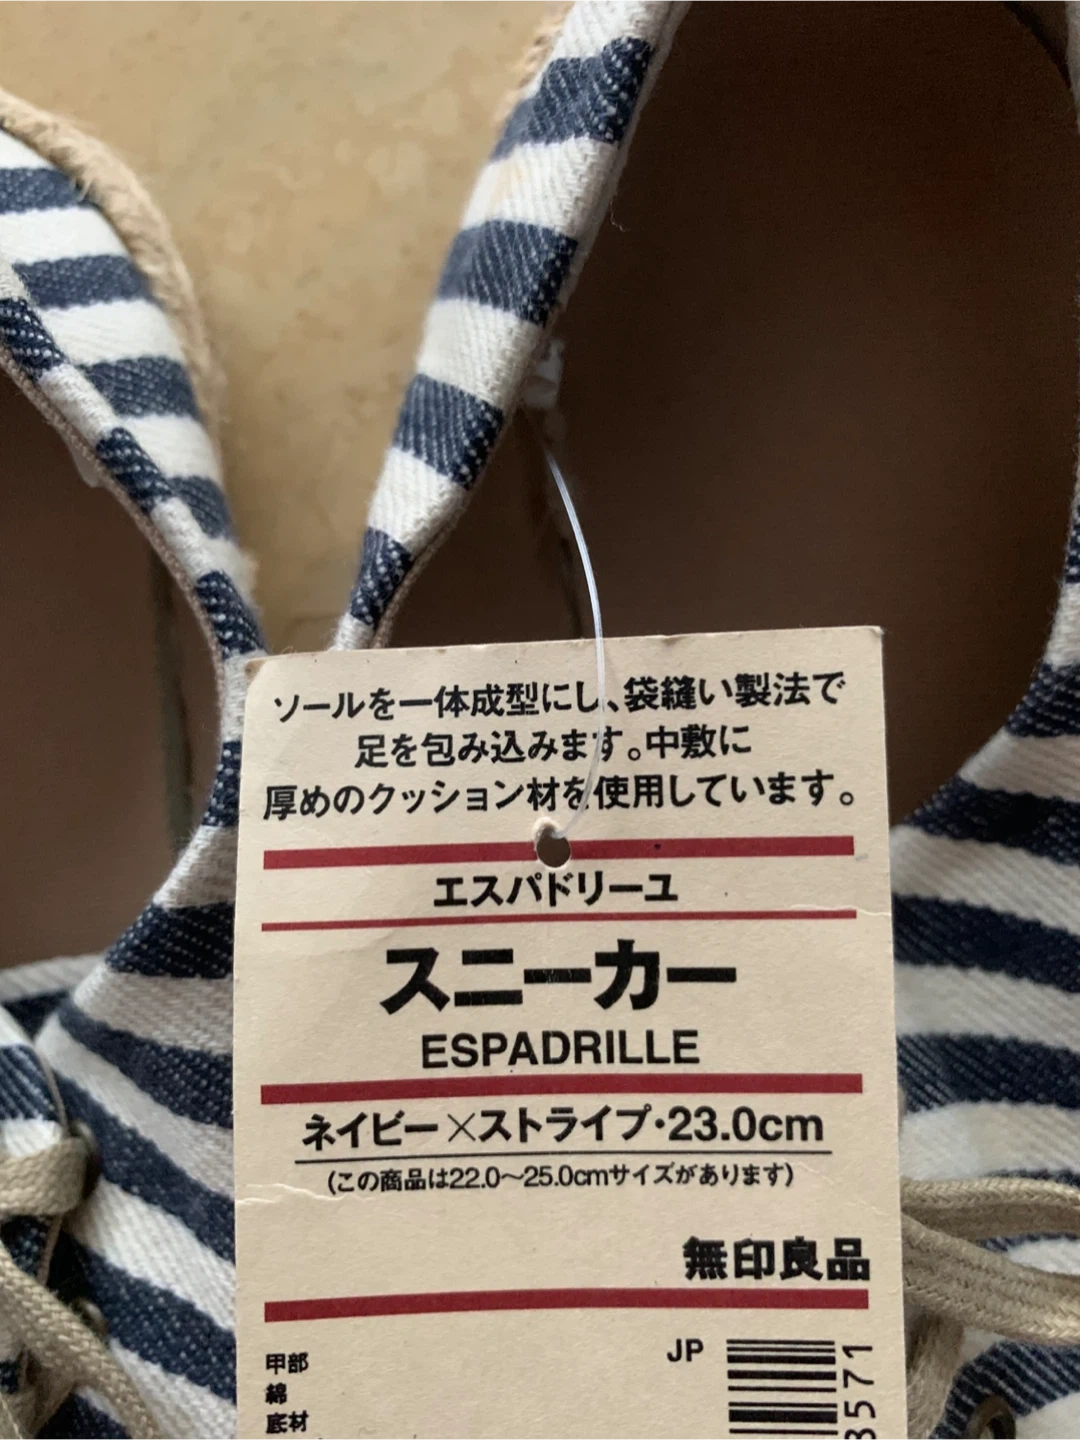 ソールを一体成型にし、袋縫い製法で
足を包み込みます。中敷に
厚めのクッション材を使用しています。
エスパドリーユ
スニーカー
ESPADRILLE
ネイビー×ストライプ・23.0cm
(この商品は22.0〜25.0cmサイズがあります)
無印良品
甲部
綿
底材
JP
8571